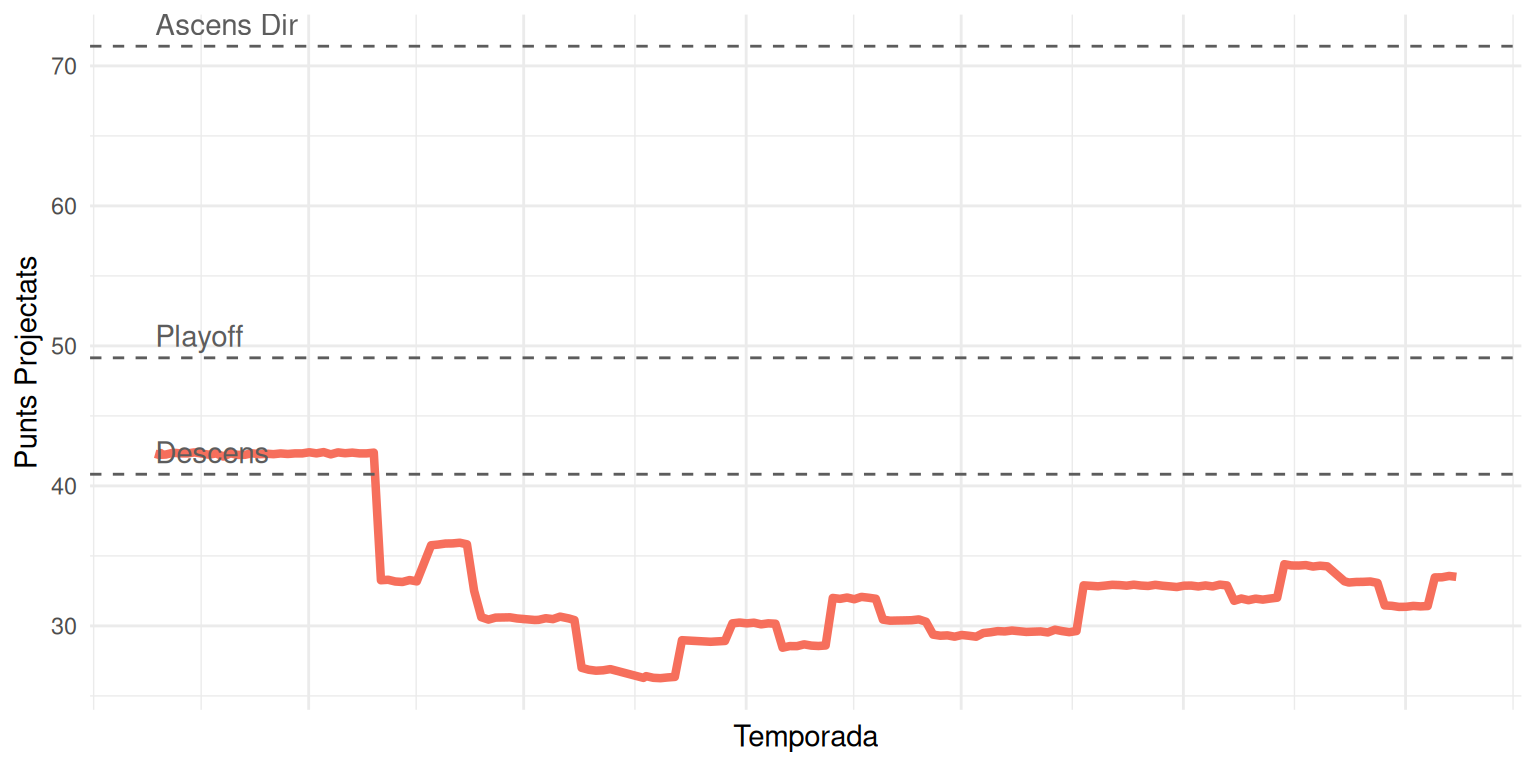 Ascens Dir
70
60
Playoff
50
Descens
40
30
Punts Projectats
Temporada